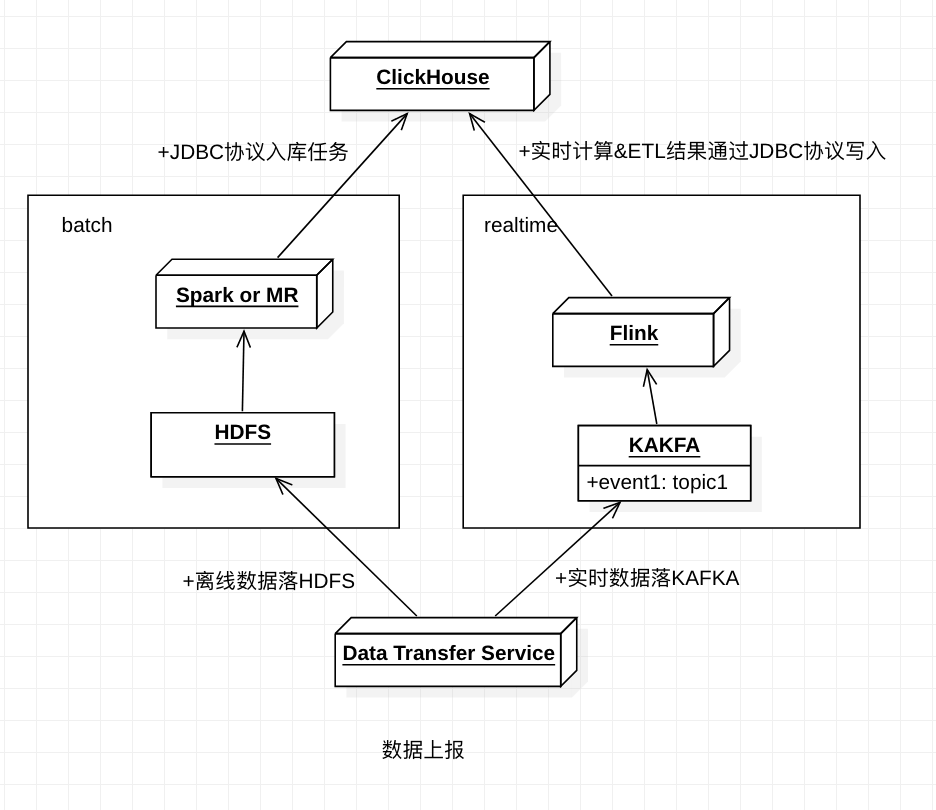 ClickHouse
+JDBC协议入库任务
+实时计算&ETL结果通过JDBC协议写入
batch
realtime
Spark or MR
Flink
HDFS
KAKFA
+event1: topic1
+离线数据落HDFS
+实时数据落KAFKA
Data Transfer Service
数据上报